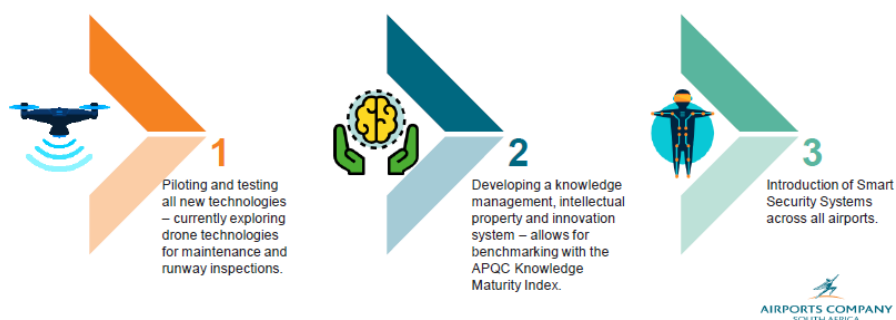 1
Piloting and testing
all new technologies
– currently exploring
drone technologies
for maintenance and
runway inspections.
2
Developing a knowledge
management, intellectual
property and innovation
system – allows for
benchmarking with the
APQC Knowledge
Maturity Index.
3
Introduction of Smart
Security Systems
across all airports.
AIRPORTS COMPANY
SOUTH AFRICA